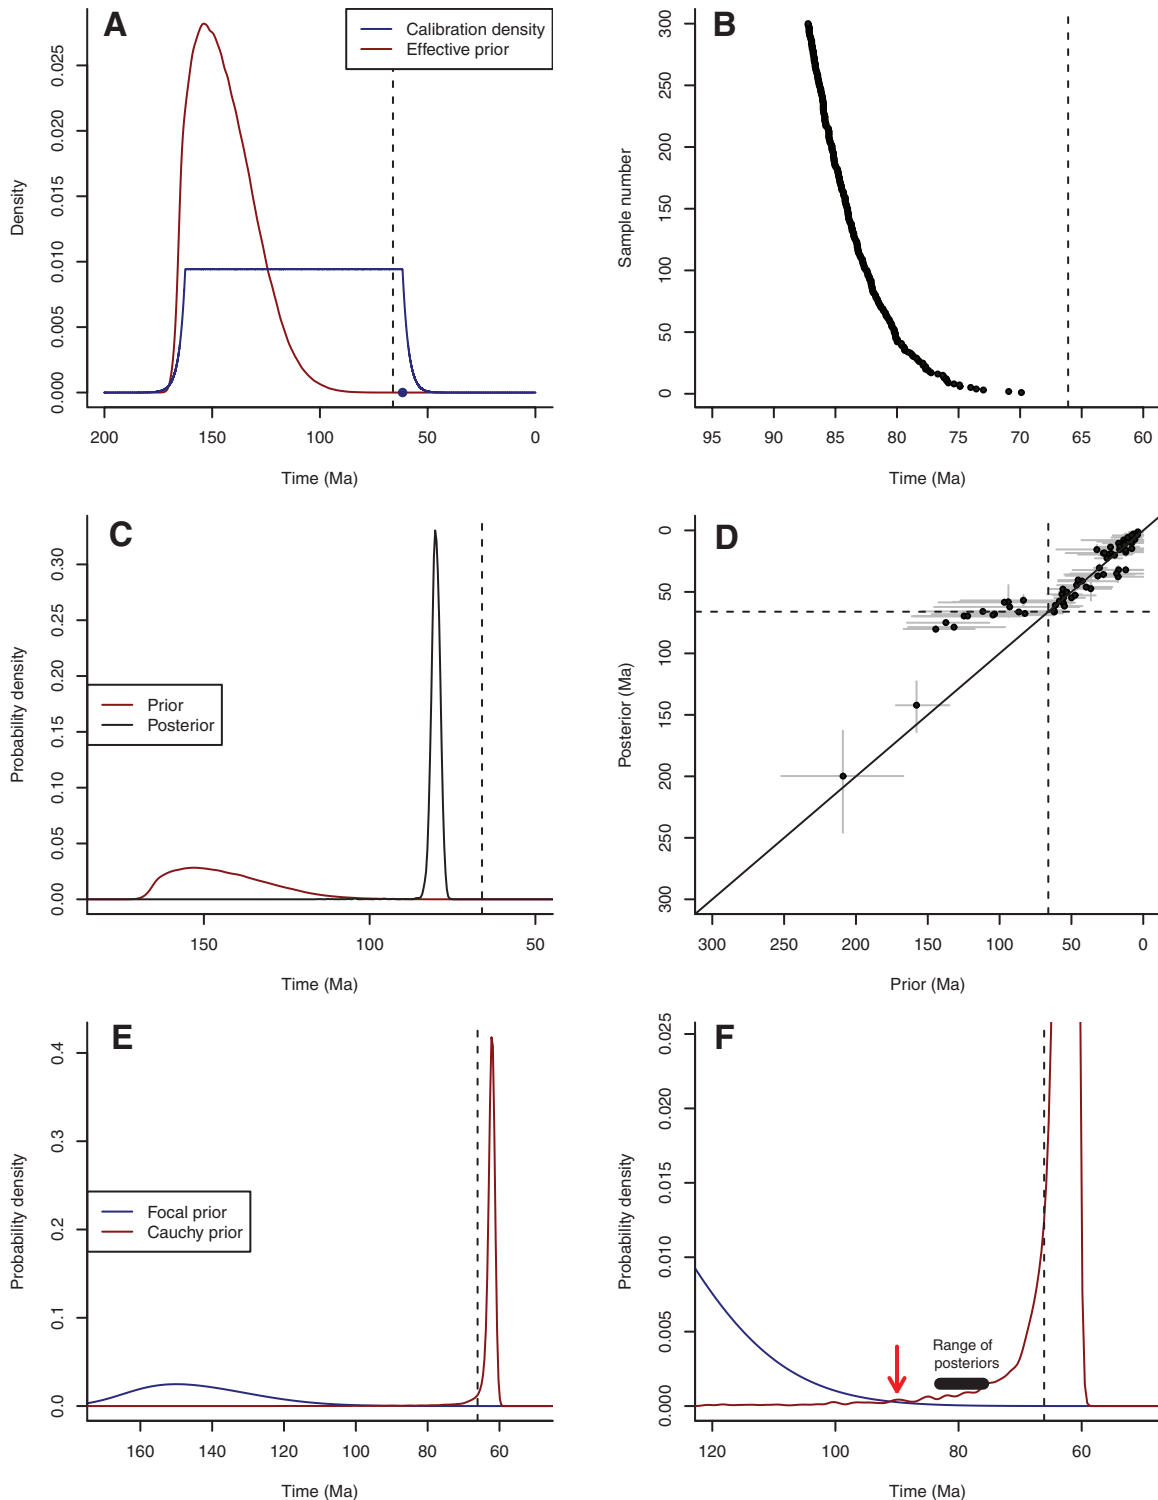 A
Calibration density
Effective prior
Density
0.000
0.005
0.010
0.015
0.020
0.025
200
150
100
50
0
Time (Ma)
B
Sample number
0
50
100
150
200
250
300
95
90
85
80
75
70
65
60
Time (Ma)
C
Prior
Posterior
Probability density
0.00
0.05
0.10
0.15
0.20
0.25
0.30
150
100
50
Time (Ma)
D
Posterior (Ma)
0
50
100
150
200
250
300
300
250
200
150
100
50
0
Prior (Ma)
E
Focal prior
Cauchy prior
Probability density
0.0
0.1
0.2
0.3
0.4
160
140
120
100
80
60
Time (Ma)
F
Range of
posteriors
Probability density
0.000
0.005
0.010
0.015
0.020
0.025
120
100
80
60
Time (Ma)